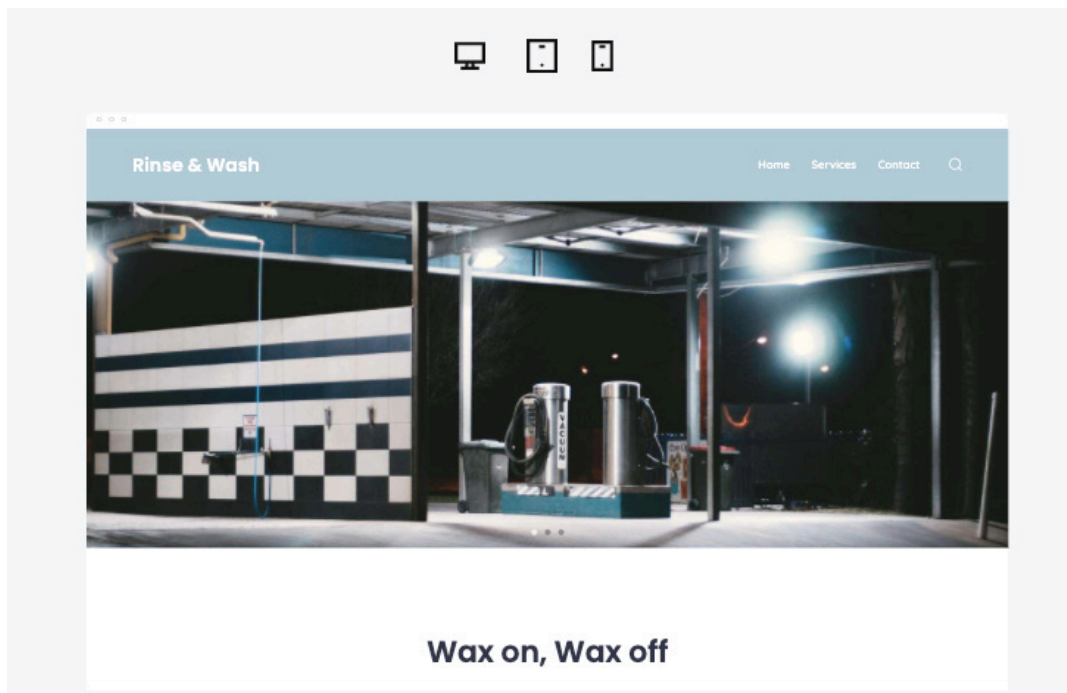 Rinse & Wash
Home Services Contact
VACUUM
Wax on, Wax off